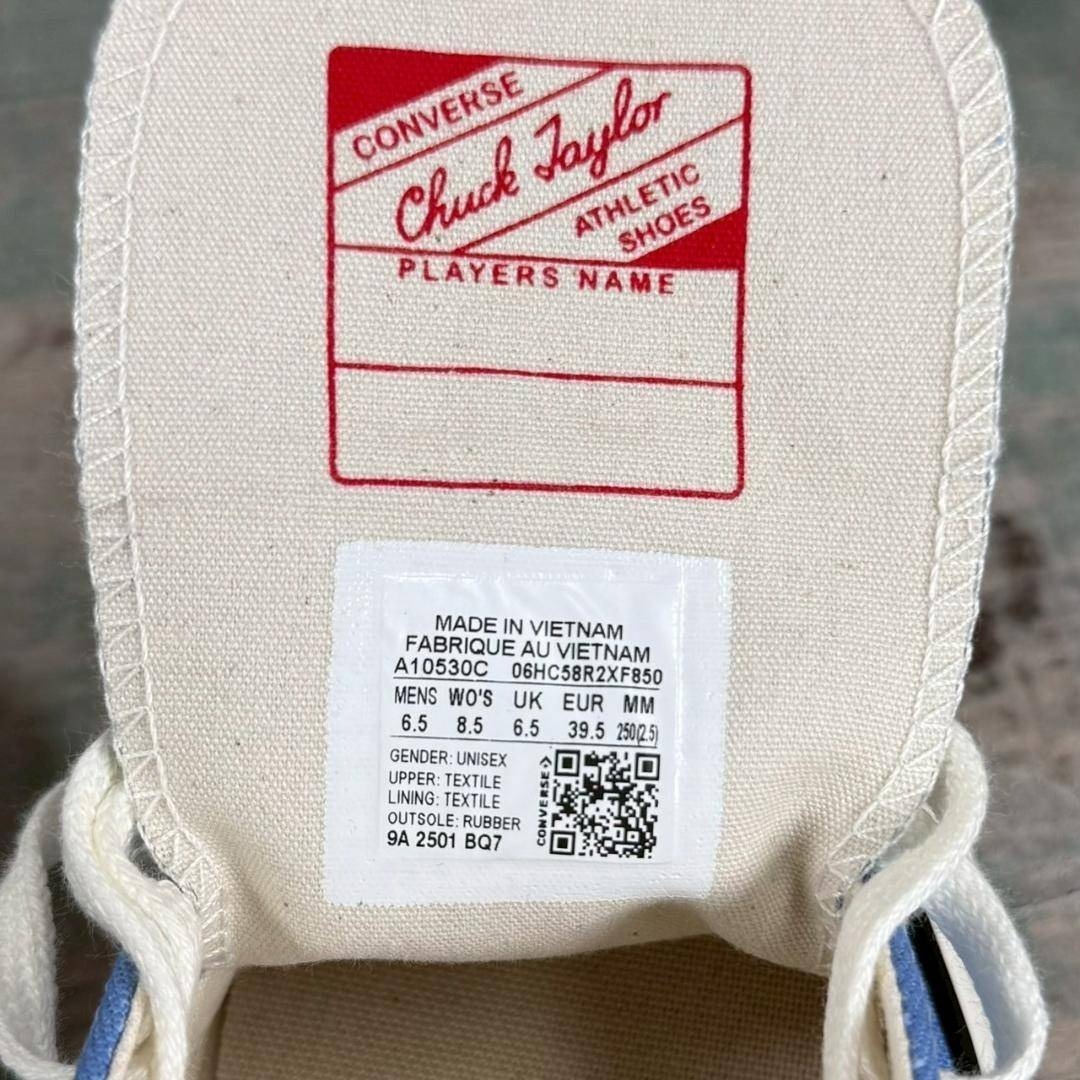 CONVERSE
Chuck Taylor
ATHLETIC
SHOES
PLAYERS NAME
MADE IN VIETNAM
FABRIQUE AU VIETNAM
A10530C 06HC58R2XF850
MENS WO'S UK EUR MM
6.5 8.5 6.5 39.5 250(2.5)
GENDER: UNISEX
UPPER: TEXTILE
LINING: TEXTILE
OUTSOLE: RUBBER
9A 2501 BQ7
CONVERSE